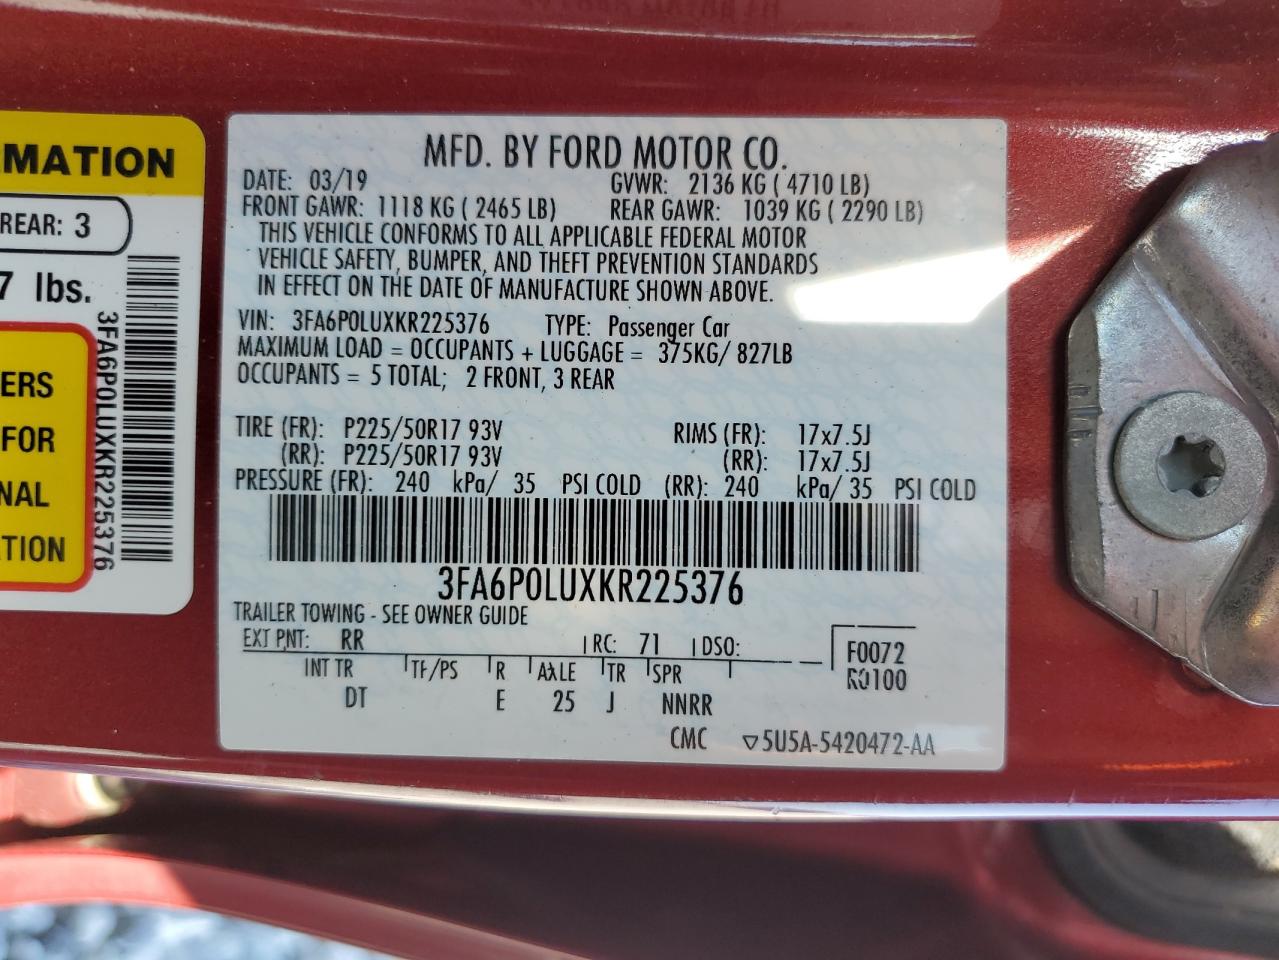 MFD. BY FORD MOTOR CO.
DATE: 03/19 GVWR: 2136 KG ( 4710 LB)
FRONT GAWR: 1118 KG ( 2465 LB) REAR GAWR: 1039 KG ( 2290 LB)
THIS VEHICLE CONFORMS TO ALL APPLICABLE FEDERAL MOTOR
VEHICLE SAFETY, BUMPER, AND THEFT PREVENTION STANDARDS
IN EFFECT ON THE DATE OF MANUFACTURE SHOWN ABOVE.
VIN: 3FA6P0LUXKR225376 TYPE: Passenger Car
MAXIMUM LOAD = OCCUPANTS + LUGGAGE = 375KG/ 827LB
OCCUPANTS = 5 TOTAL; 2 FRONT, 3 REAR
TIRE (FR): P225/50R17 93V RIMS (FR): 17x7.5J
(RR): P225/50R17 93V (RR): 17x7.5J
PRESSURE (FR): 240 kPa/ 35 PSI COLD (RR): 240 kPa/ 35 PSI COLD
3FA6P0LUXKR225376
TRAILER TOWING - SEE OWNER GUIDE
EXT PNT: RR RC: 71 DSO:
F0072
R0100
INT TR TF/PS R AXLE TR SPR
DT E 25 J NNRR
CMC ▽5U5A-5420472-AA
RMATION
REAR: 3
7 lbs.
3FA6P0LUXKR225376
ERS
FOR
NAL
TION